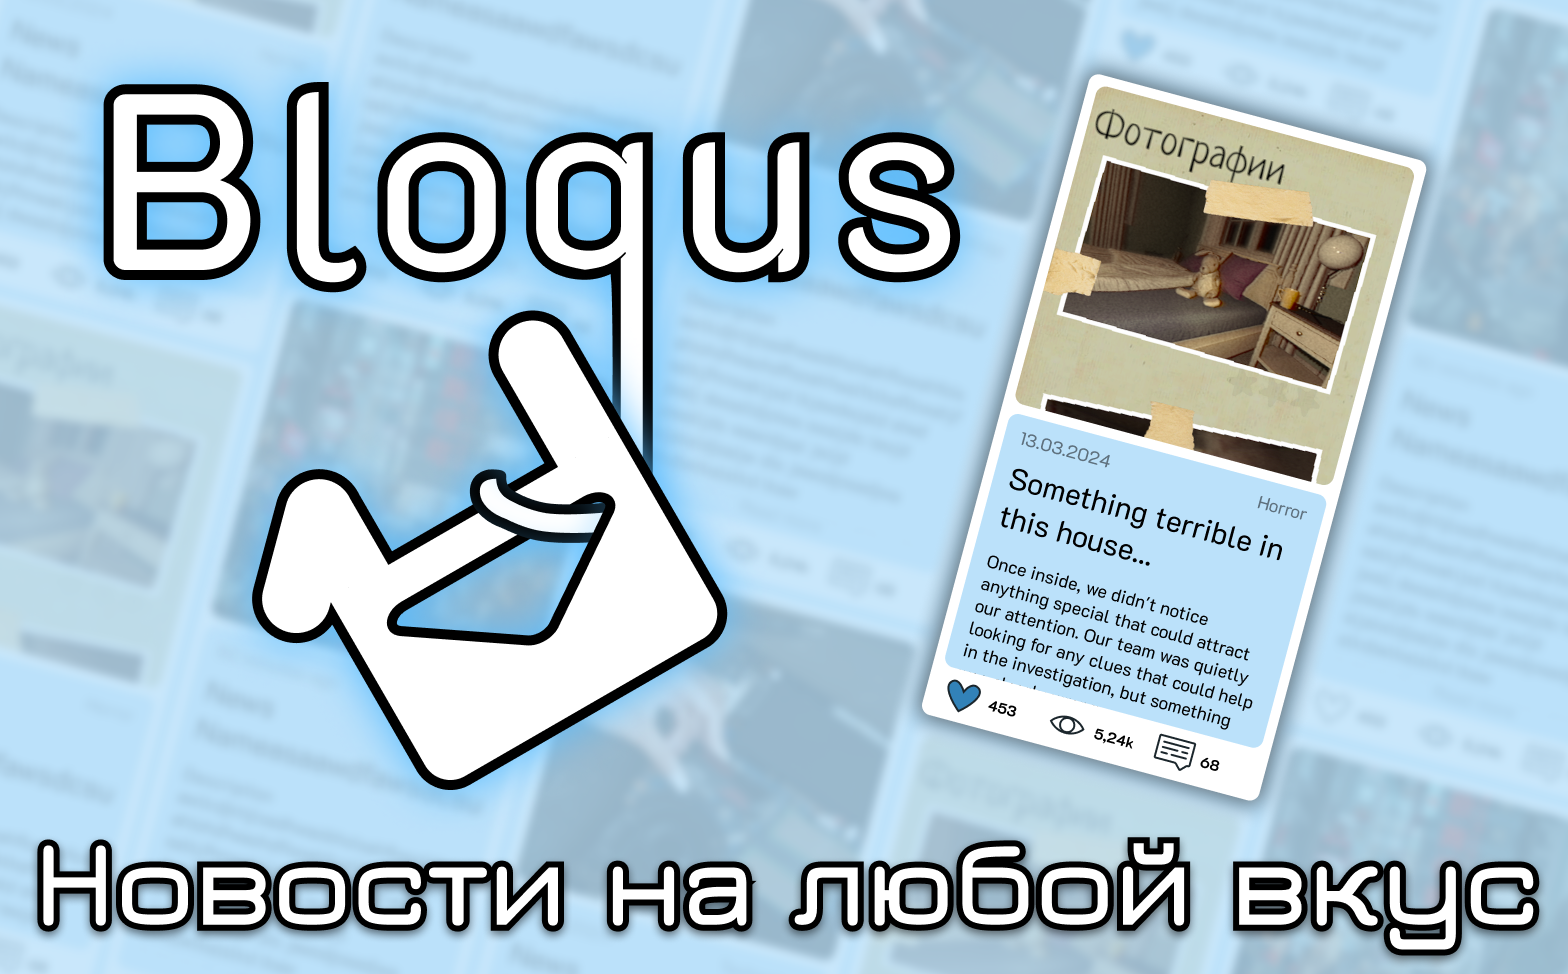 Bloqus
Фотографии
13.03.2024
Horror
Something terrible in
this house...
Once inside, we didn't notice
anything special that could attract
our attention. Our team was quietly
looking for any clues that could help
in the investigation, but something
453
5,24k
68
Новости на любой вкус